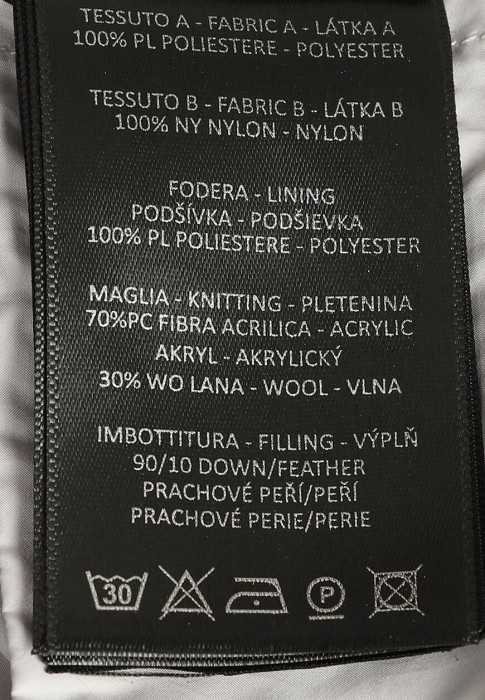 TESSUTO A - FABRIC A - LÁTKA A
100% PL POLIESTERE - POLYESTER
TESSUTO B - FABRIC B - LÁTKA B
100% NY NYLON - NYLON
FODERA - LINING
PODŠÍVKA - PODŠIEVKA
100% PL POLIESTERE - POLYESTER
MAGLIA - KNITTING - PLETENINA
70%PC FIBRA ACRILICA - ACRYLIC
AKRYL - AKRYLICKÝ
30% WO LANA - WOOL - VLNA
IMBOTTITURA - FILLING - VÝPLŇ
90/10 DOWN/FEATHER
PRACHOVÉ PEŘÍ/PEŘÍ
PRACHOVÉ PERIE/PERIE
30 P